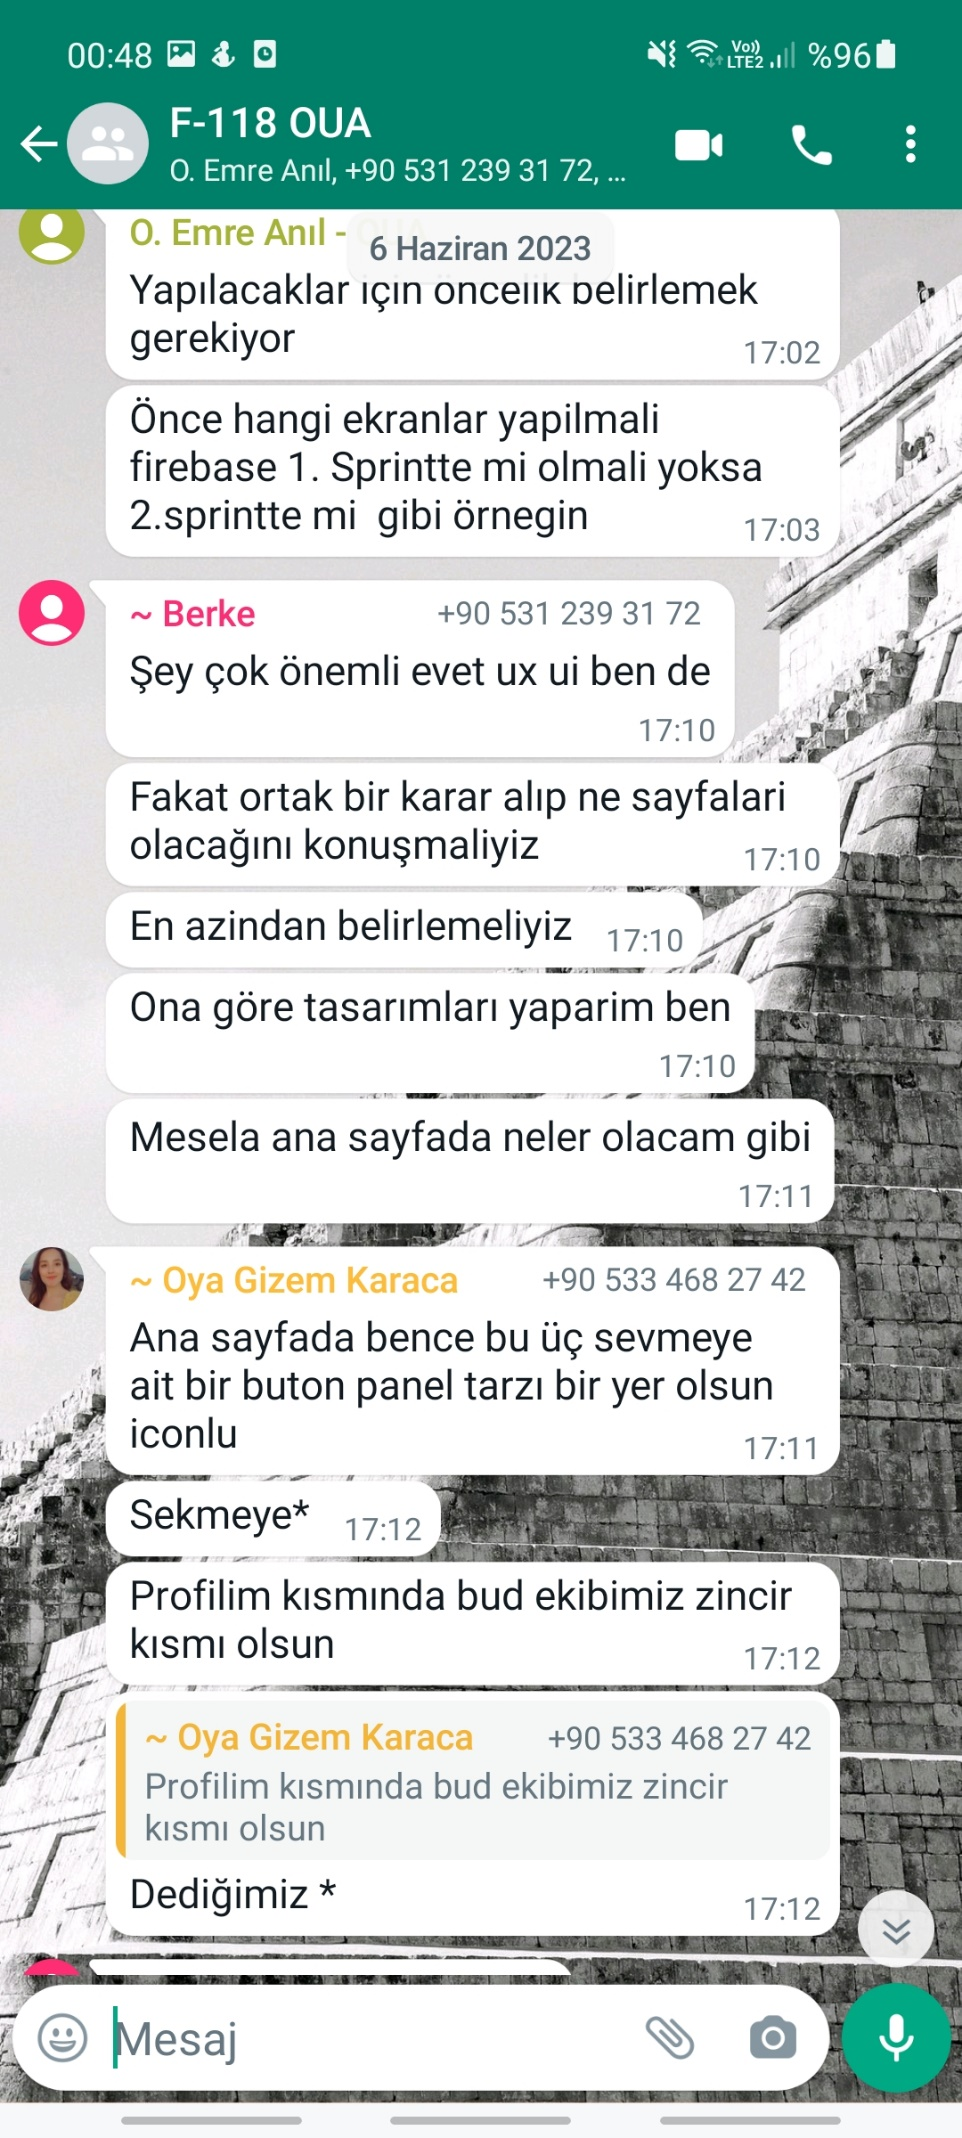 00:48 Vo)) LTE2 %96
F-118 OUA
O. Emre Anıl, +90 531 239 31 72, ...
O. Emre Anıl - OUA
6 Haziran 2023
Yapılacaklar için öncelik belirlemek
gerekiyor
17:02
Önce hangi ekranlar yapilmali
firebase 1. Sprintte mi olmali yoksa
2.sprintte mi  gibi örnegin
17:03
~ Berke +90 531 239 31 72
Şey çok önemli evet ux ui ben de
17:10
Fakat ortak bir karar alıp ne sayfalari
olacağını konuşmaliyiz
17:10
En azindan belirlemeliyiz 17:10
Ona göre tasarımları yaparim ben
17:10
Mesela ana sayfada neler olacam gibi
17:11
~ Oya Gizem Karaca +90 533 468 27 42
Ana sayfada bence bu üç sevmeye
ait bir buton panel tarzı bir yer olsun
iconlu
17:11
Sekmeye* 17:12
Profilim kısmında bud ekibimiz zincir
kısmı olsun
17:12
~ Oya Gizem Karaca +90 533 468 27 42
Profilim kısmında bud ekibimiz zincir
kısmı olsun
Dediğimiz *
17:12
Mesaj